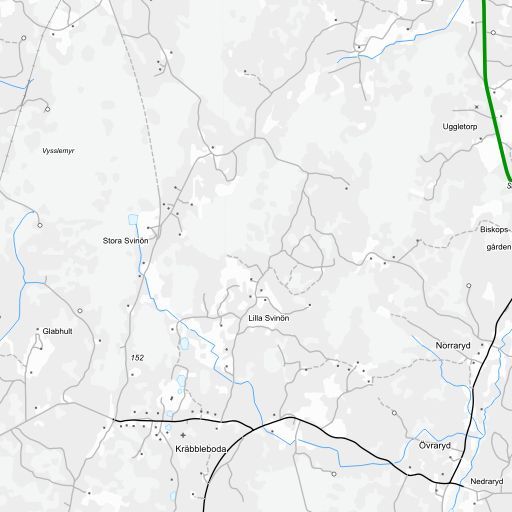 Uggletorp
Vysslemyr
S
Biskops-
gården
Stora Svinön
Lilla Svinön
Glabhult
Norraryd
152
Kräbbleboda
Övraryd
Nedraryd